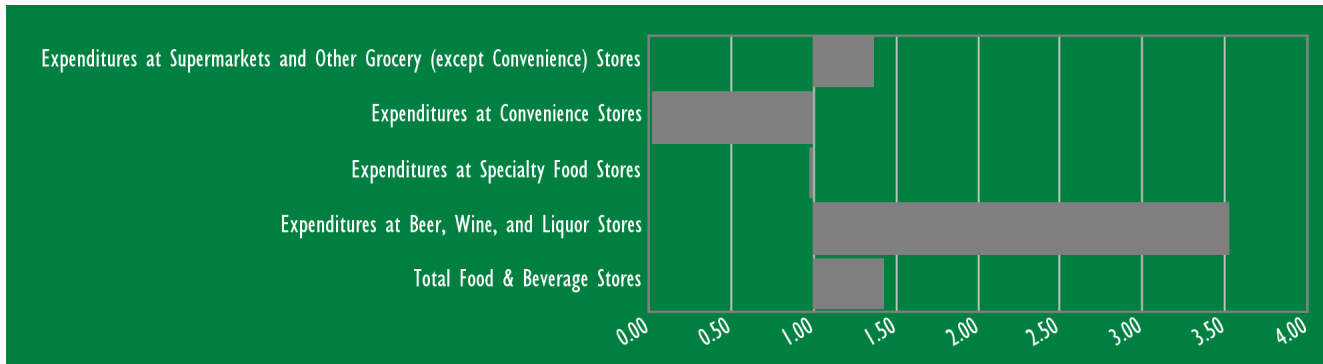 Expenditures at Supermarkets and Other Grocery (except Convenience) Stores
Expenditures at Convenience Stores
Expenditures at Specialty Food Stores
Expenditures at Beer, Wine, and Liquor Stores
Total Food & Beverage Stores
0.00 0.50 1.00 1.50 2.00 2.50 3.00 3.50 4.00